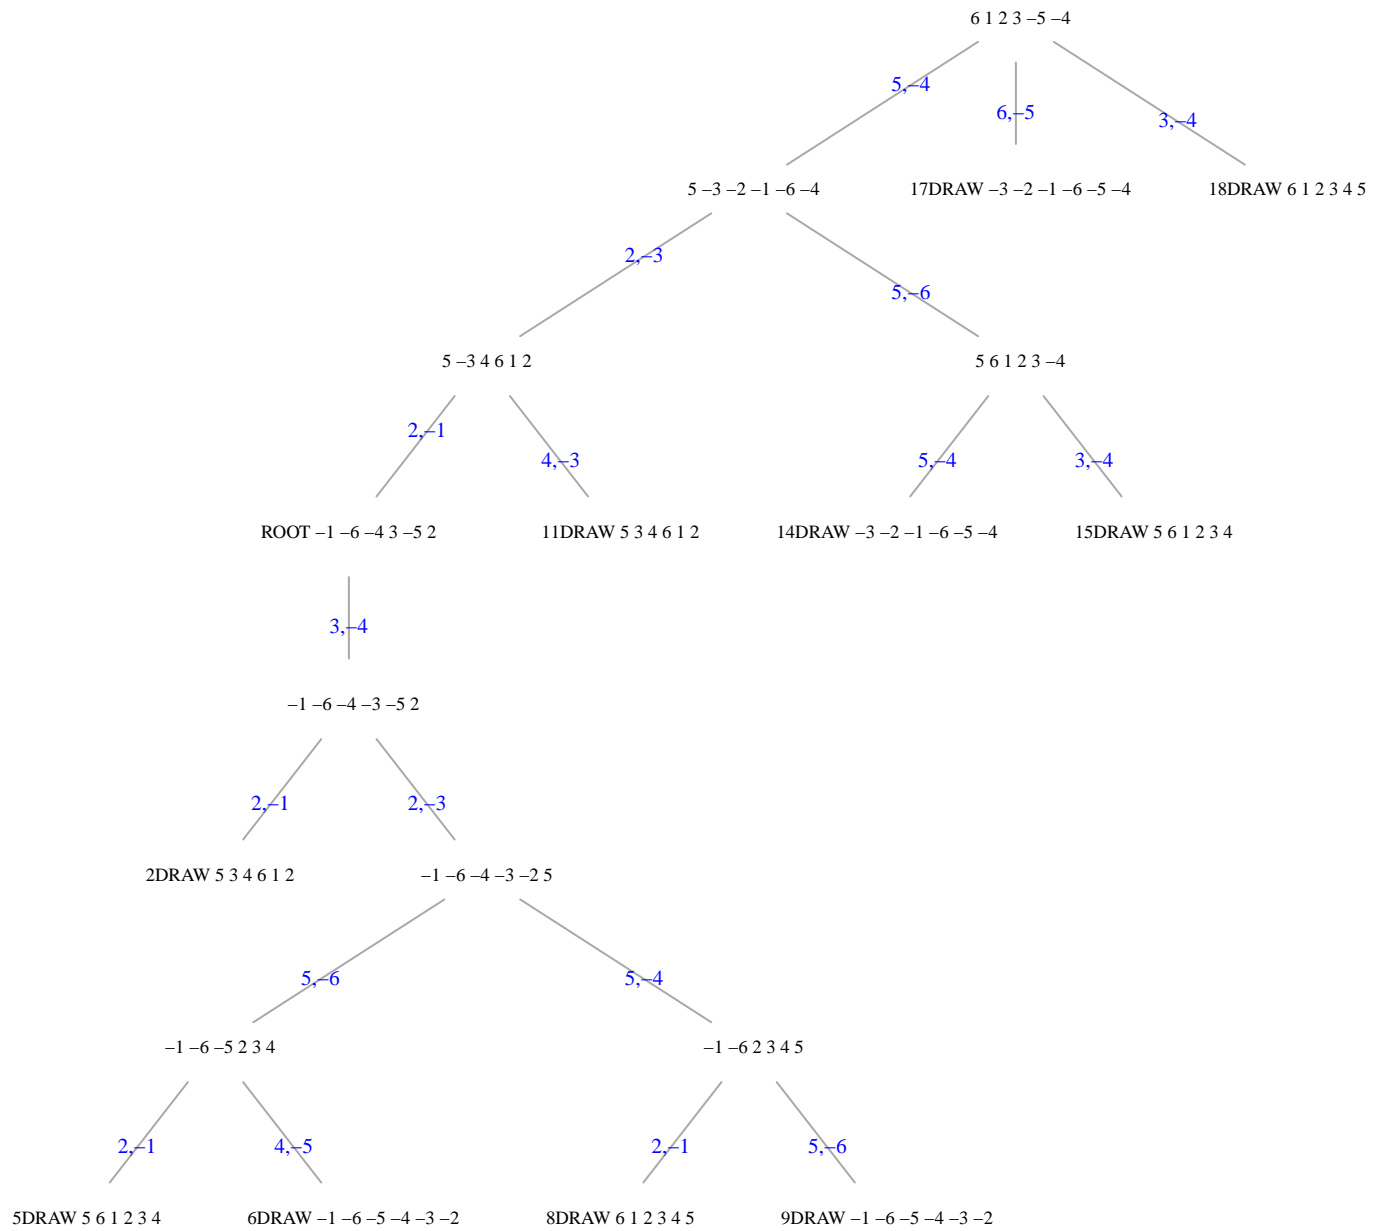 6 1 2 3 –5 –4
5,–4
6,–5
3,–4
5 –3 –2 –1 –6 –4
17DRAW –3 –2 –1 –6 –5 –4
18DRAW 6 1 2 3 4 5
2,–3
5,–6
5 –3 4 6 1 2
5 6 1 2 3 –4
2,–1
4,–3
5,–4
3,–4
ROOT –1 –6 –4 3 –5 2
11DRAW 5 3 4 6 1 2
14DRAW –3 –2 –1 –6 –5 –4
15DRAW 5 6 1 2 3 4
3,–4
–1 –6 –4 –3 –5 2
2,–1
2,–3
2DRAW 5 3 4 6 1 2
–1 –6 –4 –3 –2 5
5,–6
5,–4
–1 –6 –5 2 3 4
–1 –6 2 3 4 5
2,–1
4,–5
2,–1
5,–6
5DRAW 5 6 1 2 3 4
6DRAW –1 –6 –5 –4 –3 –2
8DRAW 6 1 2 3 4 5
9DRAW –1 –6 –5 –4 –3 –2